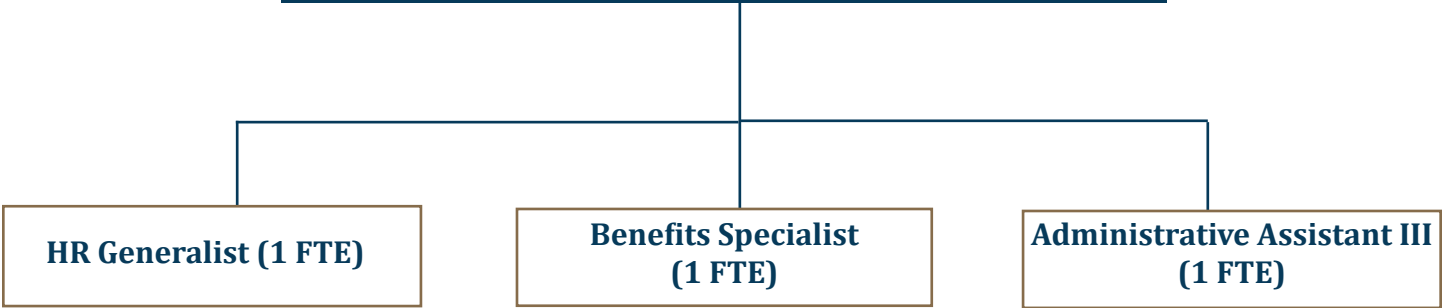 HR Generalist (1 FTE)
Benefits Specialist
(1 FTE)
Administrative Assistant III
(1 FTE)